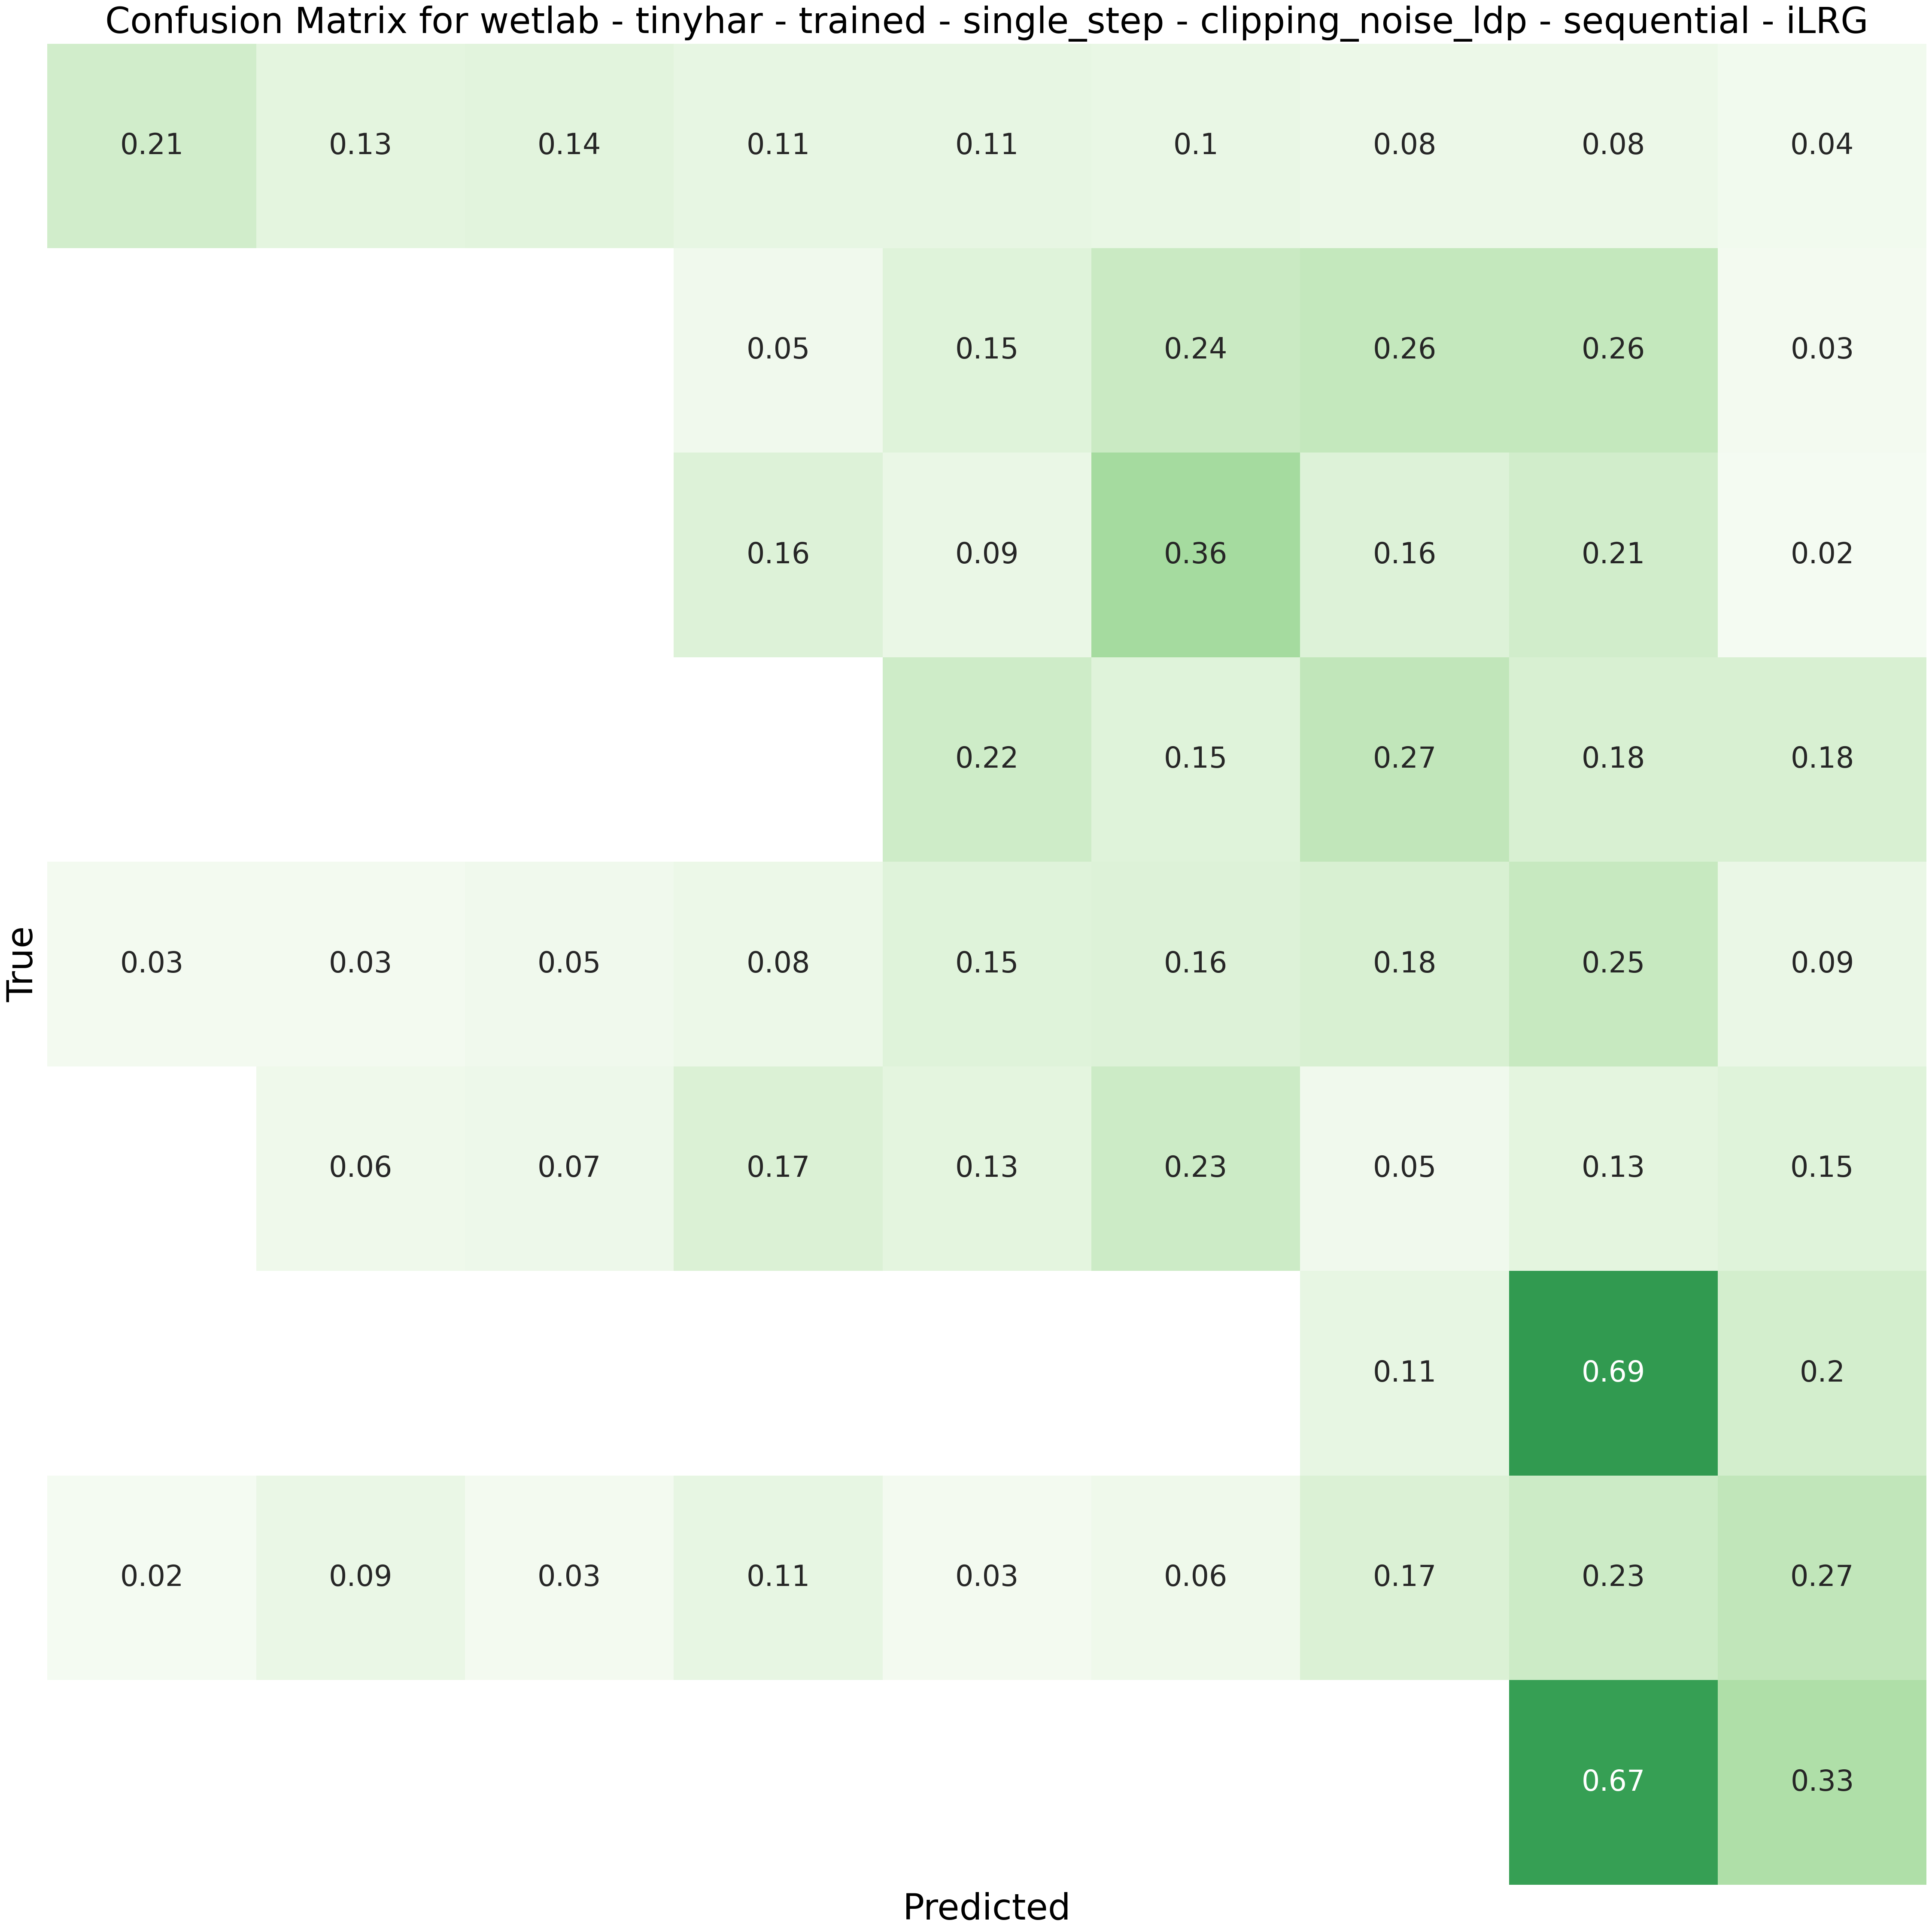 Confusion Matrix for wetlab - tinyhar - trained - single_step - clipping_noise_ldp - sequential - iLRG
0.21 0.13 0.14 0.11 0.11 0.1 0.08 0.08 0.04
0.05 0.15 0.24 0.26 0.26 0.03
0.16 0.09 0.36 0.16 0.21 0.02
0.22 0.15 0.27 0.18 0.18
True
0.03 0.03 0.05 0.08 0.15 0.16 0.18 0.25 0.09
0.06 0.07 0.17 0.13 0.23 0.05 0.13 0.15
0.11 0.69 0.2
0.02 0.09 0.03 0.11 0.03 0.06 0.17 0.23 0.27
0.67 0.33
Predicted